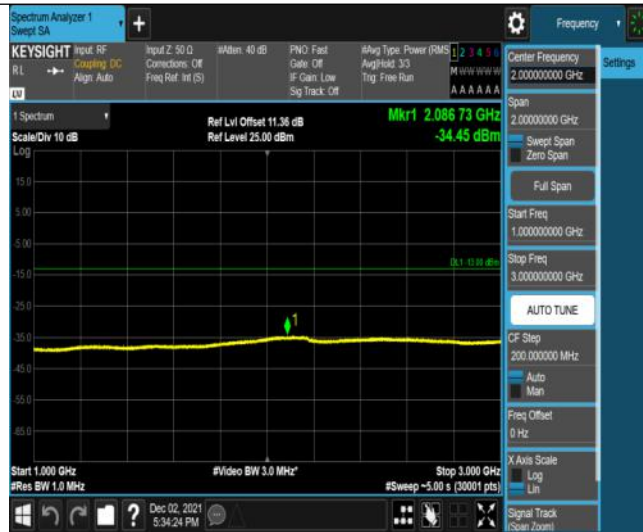 Spectrum Analyzer 1
Swept SA
+
Frequency
KEYSIGHT
RL
LV
Input: RF
Coupling: DC
Align: Auto
Input Z: 50 Ω
Corrections: Off
Freq Ref: Int (S)
#Atten: 40 dB
PNO: Fast
Gate: Off
IF Gain: Low
Sig Track: Off
#Avg Type: Power (RMS
Avg|Hold: 3/3
Trig: Free Run
1 2 3 4 5 6
M W W W W W
A A A A A A
1 Spectrum
Scale/Div 10 dB
Log
Ref Lvl Offset 11.36 dB
Ref Level 25.00 dBm
Mkr1 2.086 73 GHz
-34.45 dBm
15.0
5.00
-5.00
-15.0
-25.0
-35.0
-45.0
-55.0
-65.0
DL1 -13.00 dBm
1
Start 1.000 GHz
#Res BW 1.0 MHz
#Video BW 3.0 MHz*
Stop 3.000 GHz
#Sweep ~5.00 s (30001 pts)
Dec 02, 2021
5:34:24 PM
?
Center Frequency
2.000000000 GHz
Settings
Span
2.00000000 GHz
Swept Span
Zero Span
Full Span
Start Freq
1.000000000 GHz
Stop Freq
3.000000000 GHz
AUTO TUNE
CF Step
200.000000 MHz
Auto
Man
Freq Offset
0 Hz
X Axis Scale
Log
Lin
Signal Track
(Span Zoom)